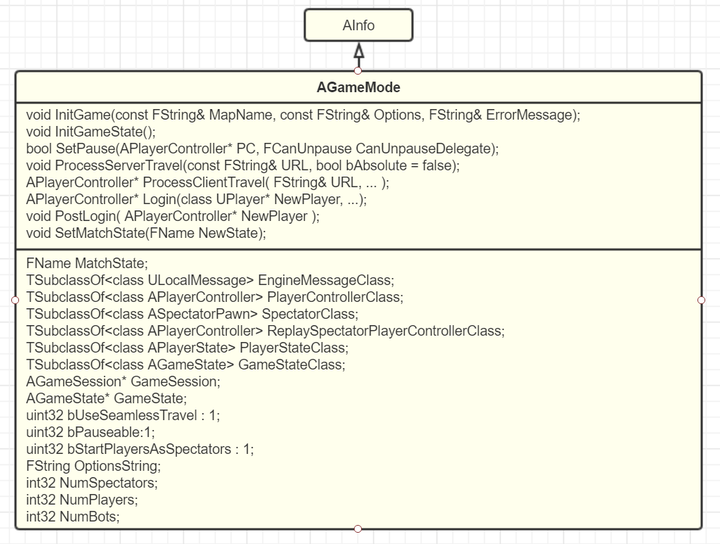 AInfo
AGameMode
void InitGame(const FString& MapName, const FString& Options, FString& ErrorMessage);
void InitGameState();
bool SetPause(APlayerController* PC, FCanUnpause CanUnpauseDelegate);
void ProcessServerTravel(const FString& URL, bool bAbsolute = false);
APlayerController* ProcessClientTravel( FString& URL, ... );
APlayerController* Login(class UPlayer* NewPlayer, ...);
void PostLogin( APlayerController* NewPlayer );
void SetMatchState(FName NewState);
FName MatchState;
TSubclassOf<class ULocalMessage> EngineMessageClass;
TSubclassOf<class APlayerController> PlayerControllerClass;
TSubclassOf<class ASpectatorPawn> SpectatorClass;
TSubclassOf<class APlayerController> ReplaySpectatorPlayerControllerClass;
TSubclassOf<class APlayerState> PlayerStateClass;
TSubclassOf<class AGameState> GameStateClass;
AGameSession* GameSession;
AGameState* GameState;
uint32 bUseSeamlessTravel : 1;
uint32 bPauseable:1;
uint32 bStartPlayersAsSpectators : 1;
FString OptionsString;
int32 NumSpectators;
int32 NumPlayers;
int32 NumBots;